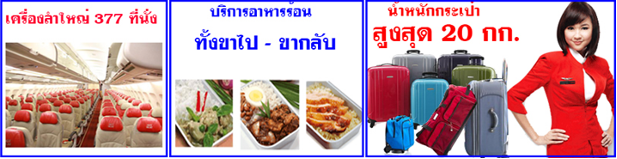 เครื่องลำใหญ่ 377 ที่นั่ง
บริการอาหารร้อน
ทั้งขาไป - ขากลับ
น้ำหนักกระเป๋า
สูงสุด 20 กก.